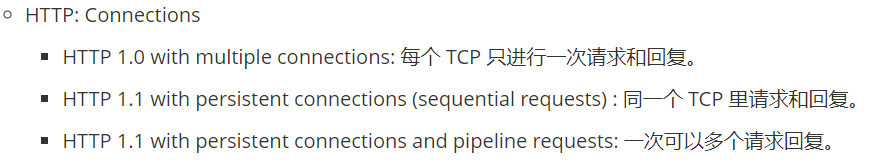 HTTP: Connections
HTTP 1.0 with multiple connections: 每个 TCP 只进行一次请求和回复。
HTTP 1.1 with persistent connections (sequential requests) : 同一个 TCP 里请求和回复。
HTTP 1.1 with persistent connections and pipeline requests: 一次可以多个请求回复。